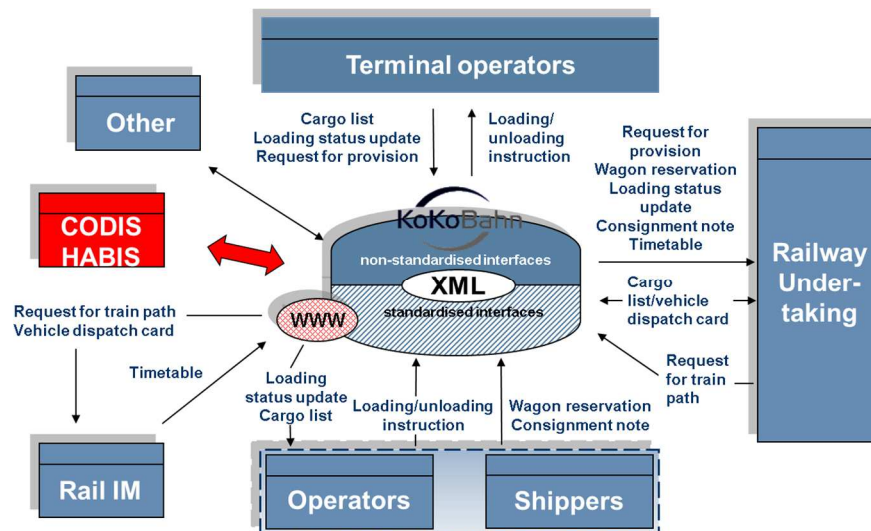 Terminal operators
Other
Cargo list
Loading status update
Request for provision
Loading/
unloading
instruction
Request for
provision
Wagon reservation
Loading status
update
Consignment note
Timetable
CODIS
HABIS
KoKoBahn
non-standardised interfaces
XML
standardised interfaces
WWW
Railway
Under-
taking
Cargo
list/vehicle
dispatch card
Request for train path
Vehicle dispatch card
Timetable
Request
for train
path
Loading
status update
Cargo list
Loading/unloading
instruction
Wagon reservation
Consignment note
Rail IM
Operators
Shippers